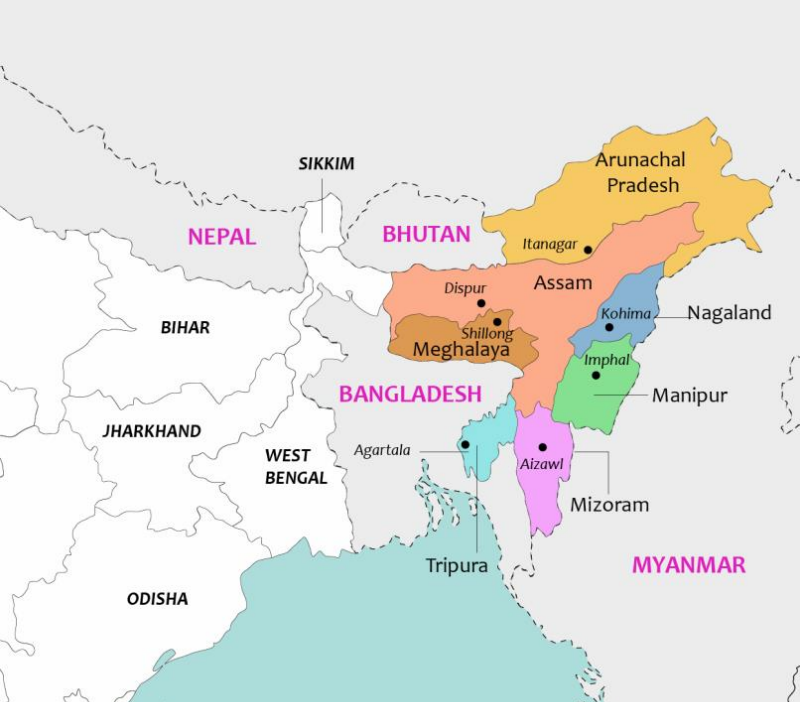 SIKKIM
Arunachal
Pradesh
NEPAL
BHUTAN
Itanagar
Dispur
Assam
BIHAR
Kohima
Nagaland
Shillong
Meghalaya
Imphal
BANGLADESH
Manipur
JHARKHAND
Agartala
WEST
BENGAL
Aizawl
Mizoram
Tripura
MYANMAR
ODISHA